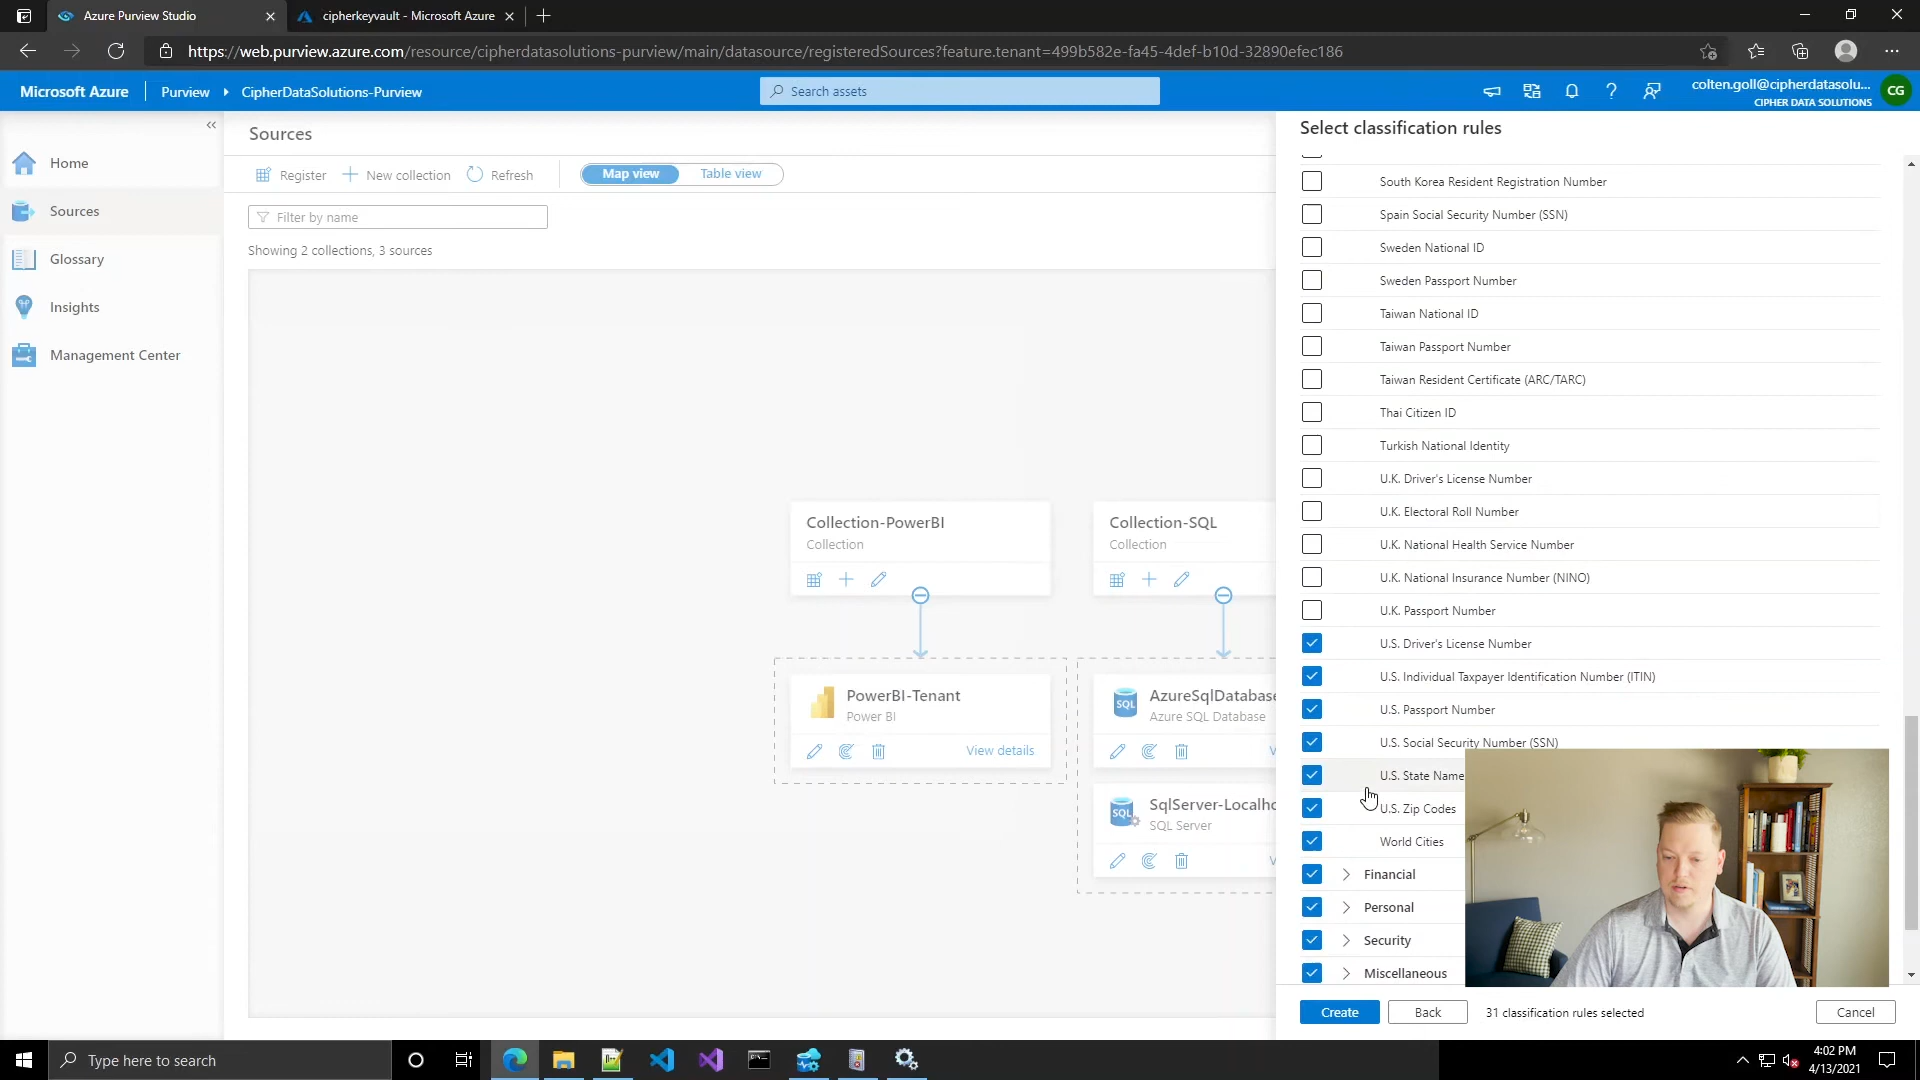 Azure Purview Studio
cipherkeyvault - Microsoft Azure
https://web.purview.azure.com/resource/cipherdatasolutions-purview/main/datasource/registeredSources?feature.tenant=499b582e-fa45-4def-b10d-32890efec186
Microsoft Azure
Purview
CipherDataSolutions-Purview
Search assets
colten.goll@cipherdatasolu...
CIPHER DATA SOLUTIONS
CG
Home
Sources
Glossary
Insights
Management Center
Sources
Register
New collection
Refresh
Map view
Table view
Filter by name
Showing 2 collections, 3 sources
Collection-PowerBI
Collection
Collection-SQL
Collection
PowerBI-Tenant
Power BI
View details
AzureSqlDatabase
Azure SQL Database
SqlServer-Localho
SQL Server
Select classification rules
South Korea Resident Registration Number
Spain Social Security Number (SSN)
Sweden National ID
Sweden Passport Number
Taiwan National ID
Taiwan Passport Number
Taiwan Resident Certificate (ARC/TARC)
Thai Citizen ID
Turkish National Identity
U.K. Driver's License Number
U.K. Electoral Roll Number
U.K. National Health Service Number
U.K. National Insurance Number (NINO)
U.K. Passport Number
U.S. Driver's License Number
U.S. Individual Taxpayer Identification Number (ITIN)
U.S. Passport Number
U.S. Social Security Number (SSN)
U.S. State Name
U.S. Zip Codes
World Cities
Financial
Personal
Security
Miscellaneous
Create
Back
31 classification rules selected
Cancel
Type here to search
4:02 PM
4/13/2021